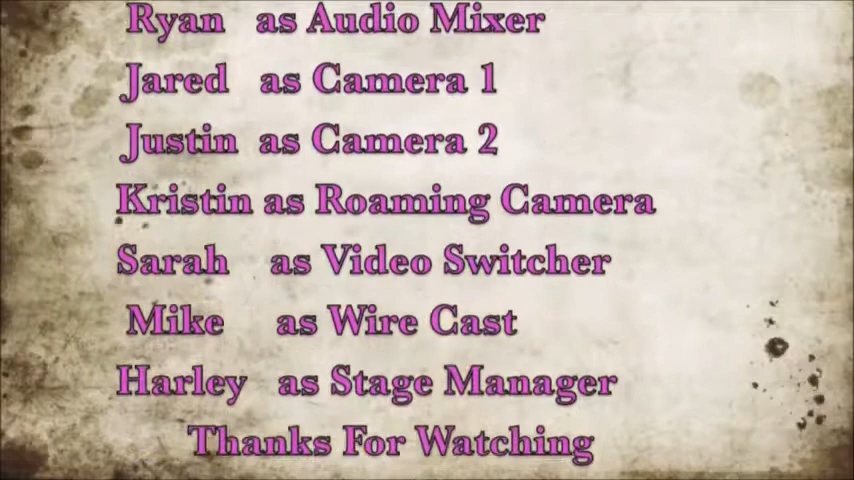 Ryan as Audio Mixer
Jared as Camera 1
Justin as Camera 2
Kristin as Roaming Camera
Sarah as Video Switcher
Mike as Wire Cast
Harley as Stage Manager
Thanks For Watching